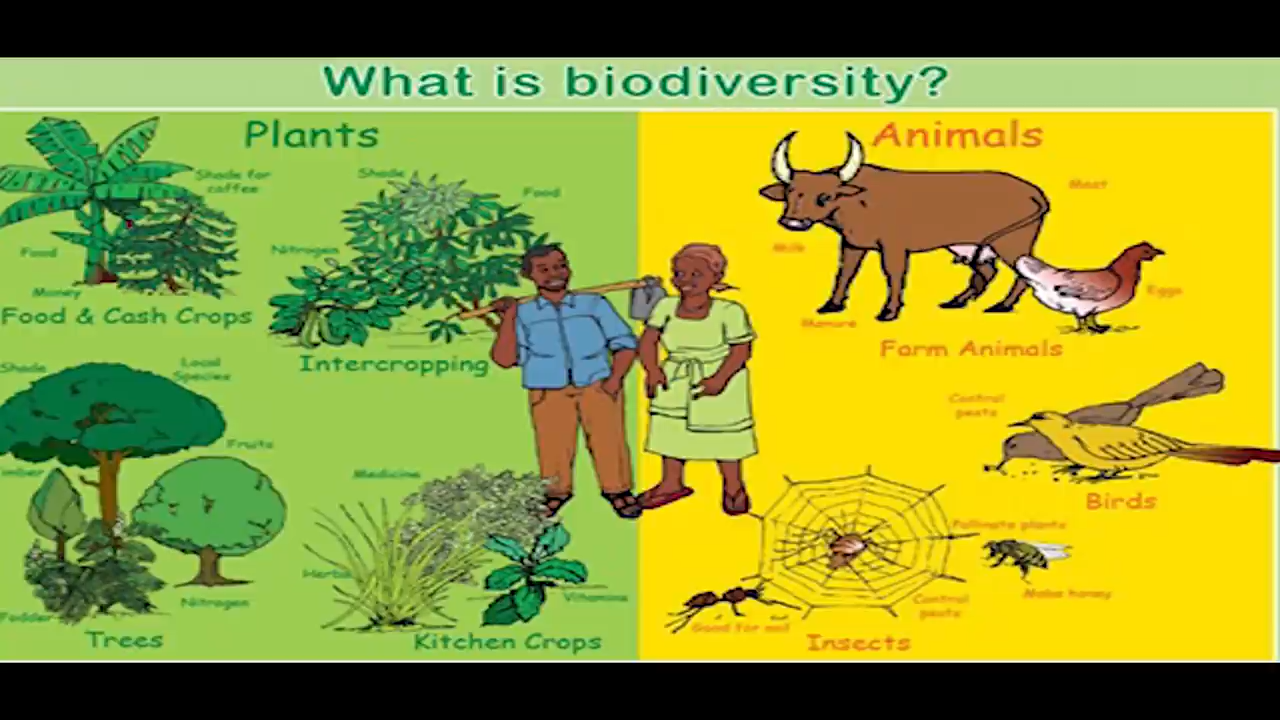 What is biodiversity?
Plants
Shade for
coffee
Food
Money
Food & Cash Crops
Shade
Food
Nitrogen
Intercropping
Shade
Local
Species
Fruits
imber
Nitrogen
Fodder
Trees
Medicine
Herbs
Vitamins
Kitchen Crops
Animals
Meat
Milk
Eggs
Manure
Farm Animals
Control
pests
Birds
Pollinate plants
Make honey
Control
pests
Good for soil
Insects